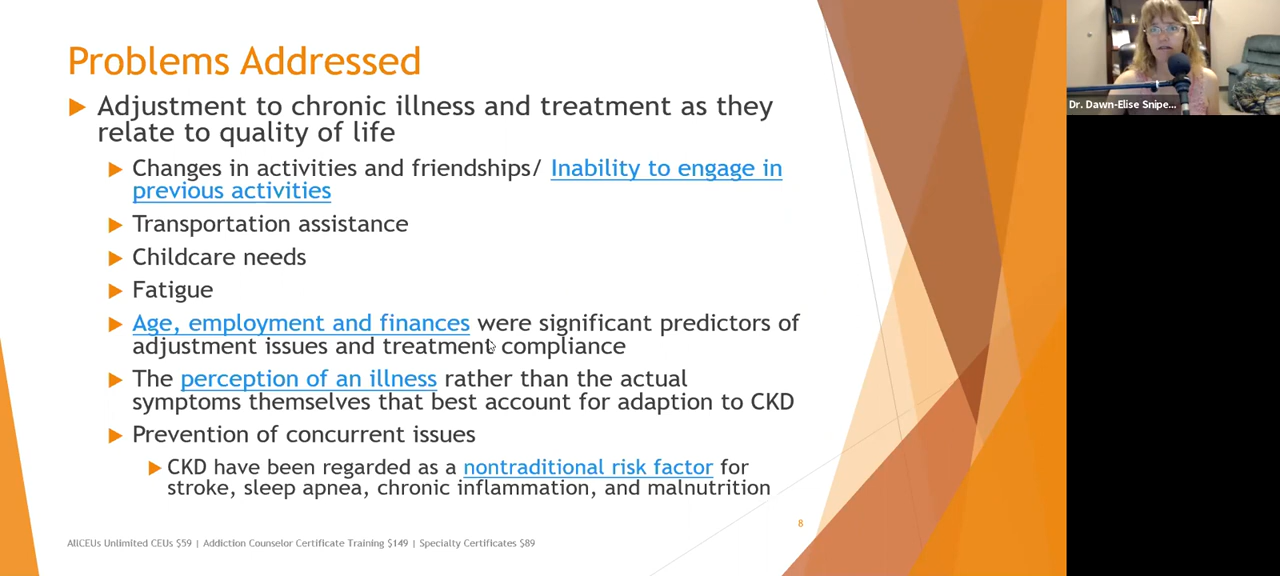 Problems Addressed
Adjustment to chronic illness and treatment as they
relate to quality of life
Changes in activities and friendships/ Inability to engage in
previous activities
Transportation assistance
Childcare needs
Fatigue
Age, employment and finances were significant predictors of
adjustment issues and treatment compliance
The perception of an illness rather than the actual
symptoms themselves that best account for adaption to CKD
Prevention of concurrent issues
CKD have been regarded as a nontraditional risk factor for
stroke, sleep apnea, chronic inflammation, and malnutrition
8
AllCEUs Unlimited CEUs $59 | Addiction Counselor Certificate Training $149 | Specialty Certificates $89
Dr. Dawn-Elise Snipe...